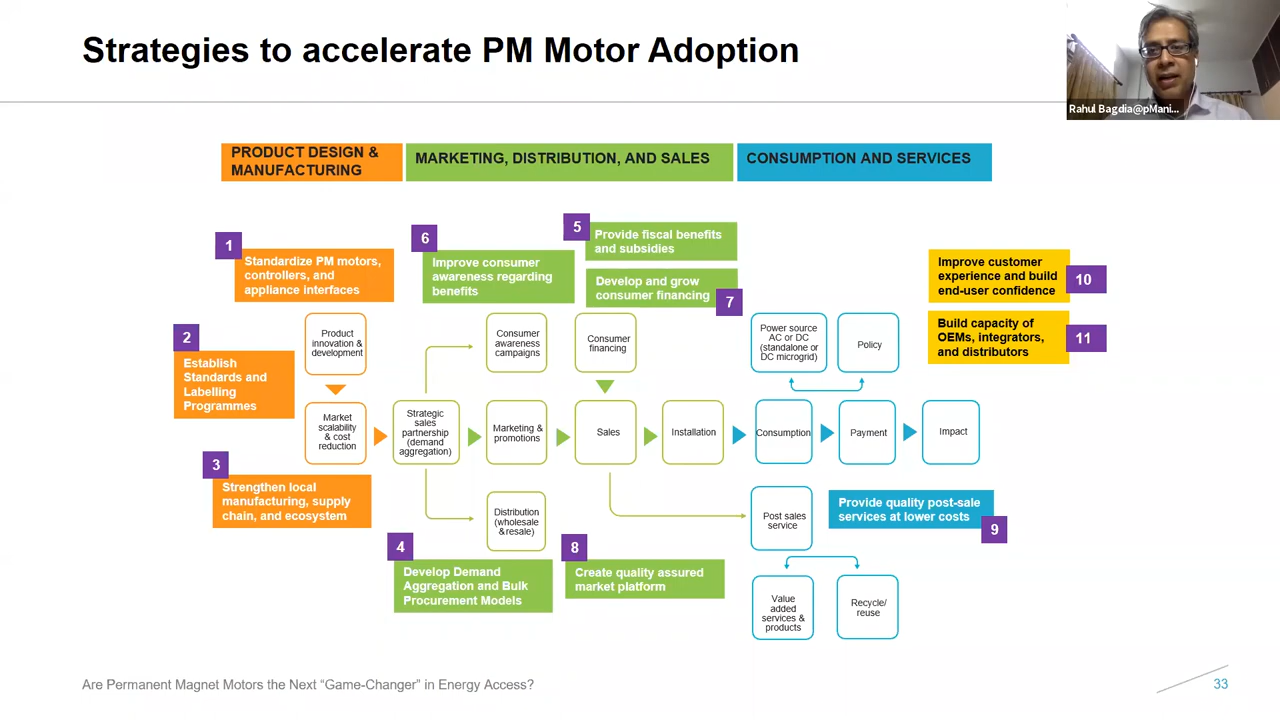 Strategies to accelerate PM Motor Adoption
Rahul Bagdia@pMani...
PRODUCT DESIGN &
MANUFACTURING
MARKETING, DISTRIBUTION, AND SALES
CONSUMPTION AND SERVICES
1
Standardize PM motors,
controllers, and
appliance interfaces
2
Establish
Standards and
Labelling
Programmes
3
Strengthen local
manufacturing, supply
chain, and ecosystem
Product
innovation &
development
Market
scalability
& cost
reduction
6
Improve consumer
awareness regarding
benefits
5
Provide fiscal benefits
and subsidies
Develop and grow
consumer financing
7
Consumer
awareness
campaigns
Consumer
financing
Strategic
sales
partnership
(demand
aggregation)
Marketing &
promotions
Sales
Installation
Distribution
(wholesale
& resale)
4
Develop Demand
Aggregation and Bulk
Procurement Models
8
Create quality assured
market platform
Power source
AC or DC
(standalone or
DC microgrid)
Policy
Consumption
Payment
Impact
Post sales
service
Provide quality post-sale
services at lower costs
9
Value
added
services &
products
Recycle/
reuse
Improve customer
experience and build
end-user confidence
10
Build capacity of
OEMs, integrators,
and distributors
11
Are Permanent Magnet Motors the Next “Game-Changer” in Energy Access?
33